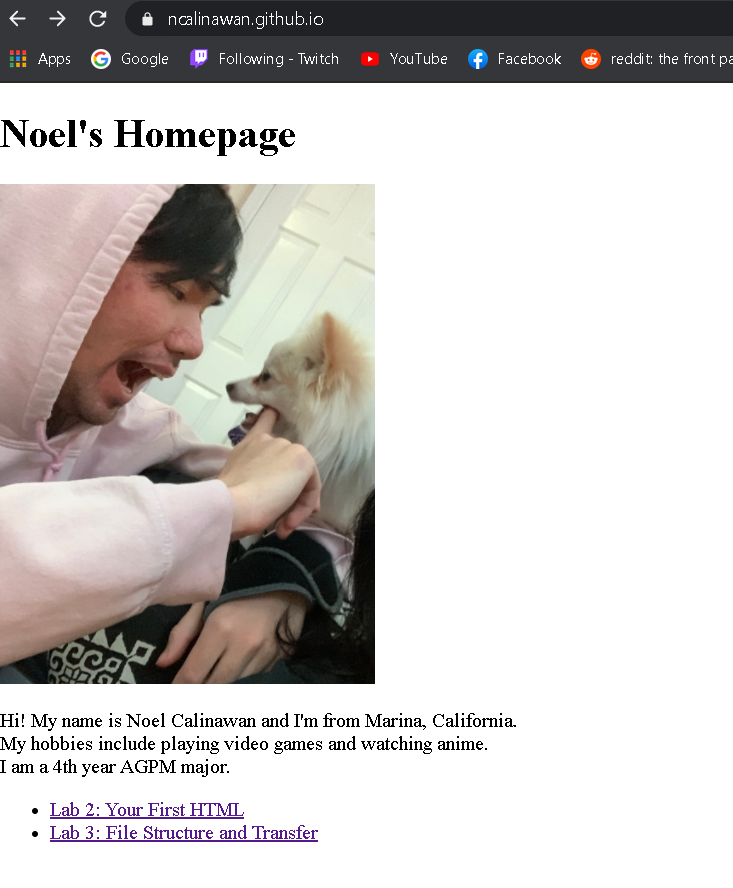 ncalinawan.github.io
Apps Google Following - Twitch YouTube Facebook reddit: the front pa
Noel's Homepage
Hi! My name is Noel Calinawan and I'm from Marina, California.
My hobbies include playing video games and watching anime.
I am a 4th year AGPM major.
Lab 2: Your First HTML
Lab 3: File Structure and Transfer